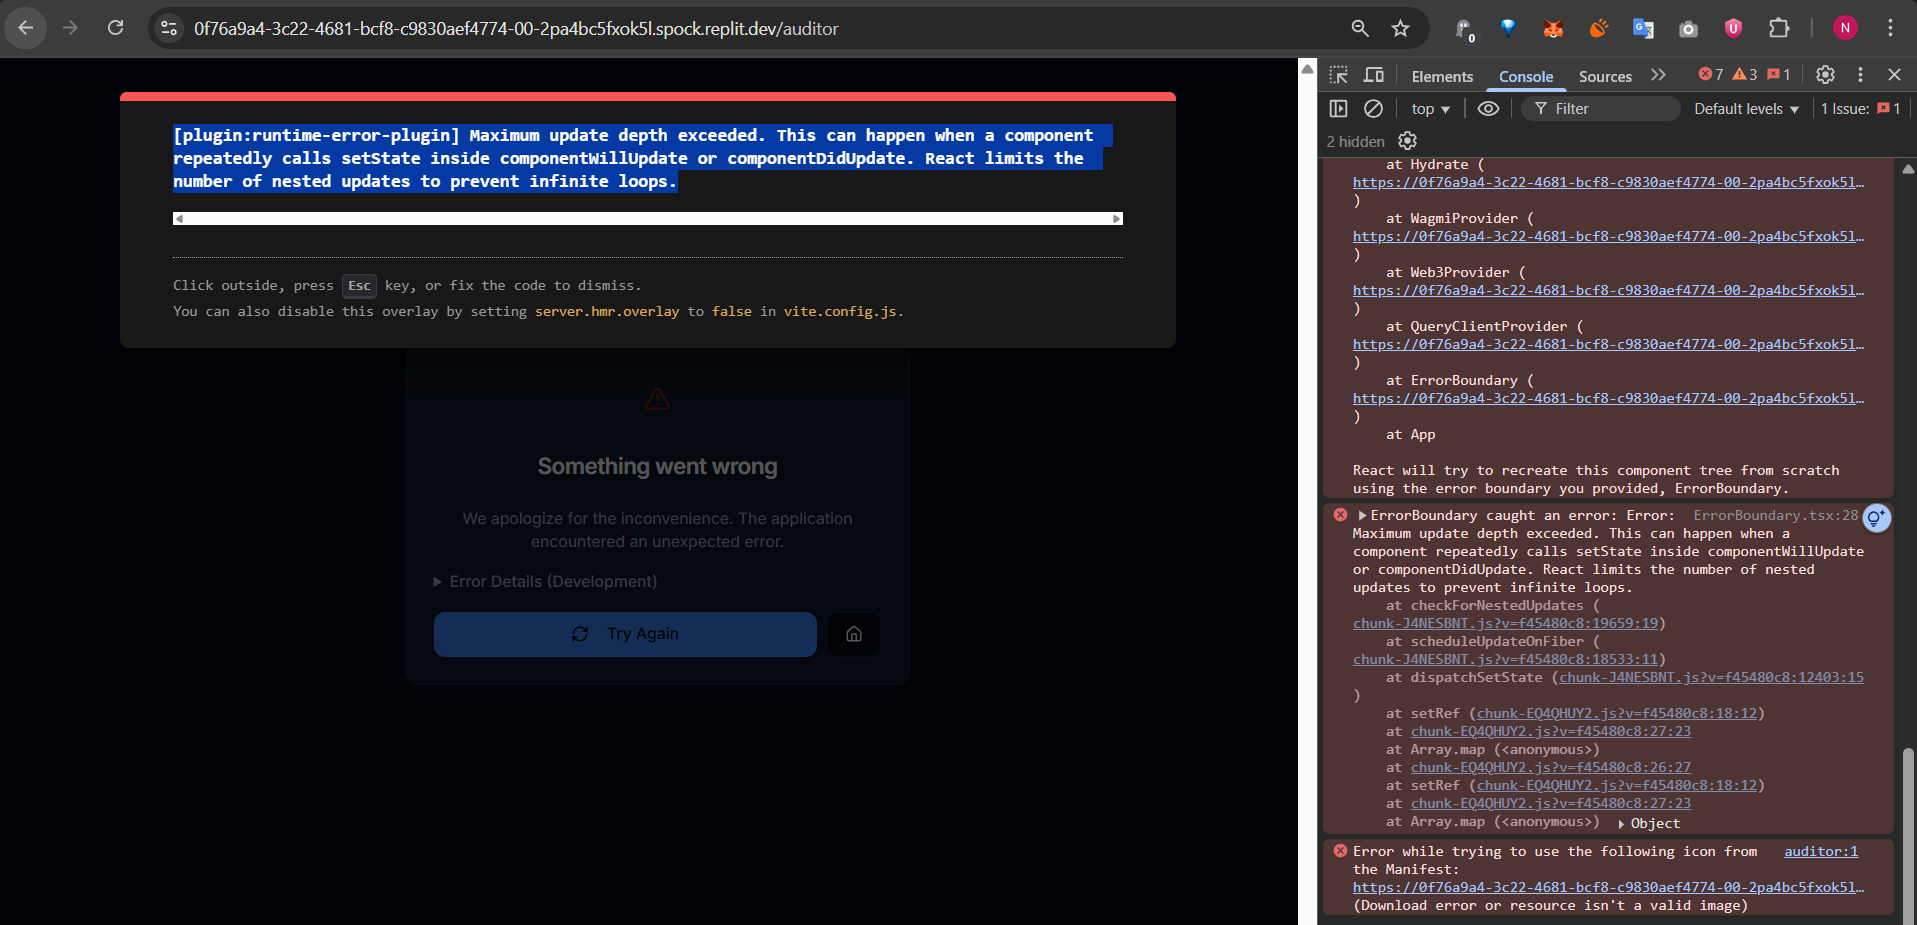 0f76a9a4-3c22-4681-bcf8-c9830aef4774-00-2pa4bc5fxok5l.spock.replit.dev/auditor
0
G
U
N
[plugin:runtime-error-plugin] Maximum update depth exceeded. This can happen when a component
repeatedly calls setState inside componentWillUpdate or componentDidUpdate. React limits the
number of nested updates to prevent infinite loops.
Click outside, press Esc key, or fix the code to dismiss.
You can also disable this overlay by setting server.hmr.overlay to false in vite.config.js.
Something went wrong
We apologize for the inconvenience. The application
encountered an unexpected error.
Error Details (Development)
Try Again
Elements Console Sources 7 3 1
top Filter Default levels 1 Issue: 1
2 hidden
at Hydrate (
https://0f76a9a4-3c22-4681-bcf8-c9830aef4774-00-2pa4bc5fxok5l…
)
at WagmiProvider (
https://0f76a9a4-3c22-4681-bcf8-c9830aef4774-00-2pa4bc5fxok5l…
)
at Web3Provider (
https://0f76a9a4-3c22-4681-bcf8-c9830aef4774-00-2pa4bc5fxok5l…
)
at QueryClientProvider (
https://0f76a9a4-3c22-4681-bcf8-c9830aef4774-00-2pa4bc5fxok5l…
)
at ErrorBoundary (
https://0f76a9a4-3c22-4681-bcf8-c9830aef4774-00-2pa4bc5fxok5l…
)
at App
React will try to recreate this component tree from scratch
using the error boundary you provided, ErrorBoundary.
ErrorBoundary caught an error: Error: ErrorBoundary.tsx:28
Maximum update depth exceeded. This can happen when a
component repeatedly calls setState inside componentWillUpdate
or componentDidUpdate. React limits the number of nested
updates to prevent infinite loops.
at checkForNestedUpdates (
chunk-J4NESBNT.js?v=f45480c8:19659:19)
at scheduleUpdateOnFiber (
chunk-J4NESBNT.js?v=f45480c8:18533:11)
at dispatchSetState (chunk-J4NESBNT.js?v=f45480c8:12403:15
)
at setRef (chunk-EQ4QHUY2.js?v=f45480c8:18:12)
at chunk-EQ4QHUY2.js?v=f45480c8:27:23
at Array.map (<anonymous>)
at chunk-EQ4QHUY2.js?v=f45480c8:26:27
at setRef (chunk-EQ4QHUY2.js?v=f45480c8:18:12)
at chunk-EQ4QHUY2.js?v=f45480c8:27:23
at Array.map (<anonymous>) Object
Error while trying to use the following icon from auditor:1
the Manifest:
https://0f76a9a4-3c22-4681-bcf8-c9830aef4774-00-2pa4bc5fxok5l…
(Download error or resource isn't a valid image)